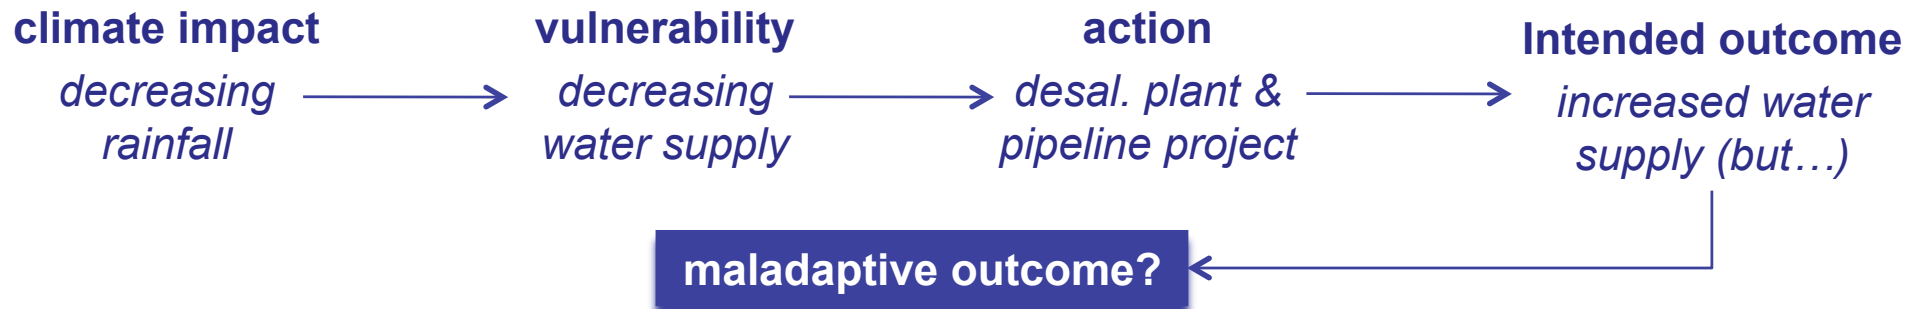 climate impact
decreasing
rainfall
vulnerability
decreasing
water supply
action
desal. plant &
pipeline project
Intended outcome
increased water
supply (but…)
maladaptive outcome?